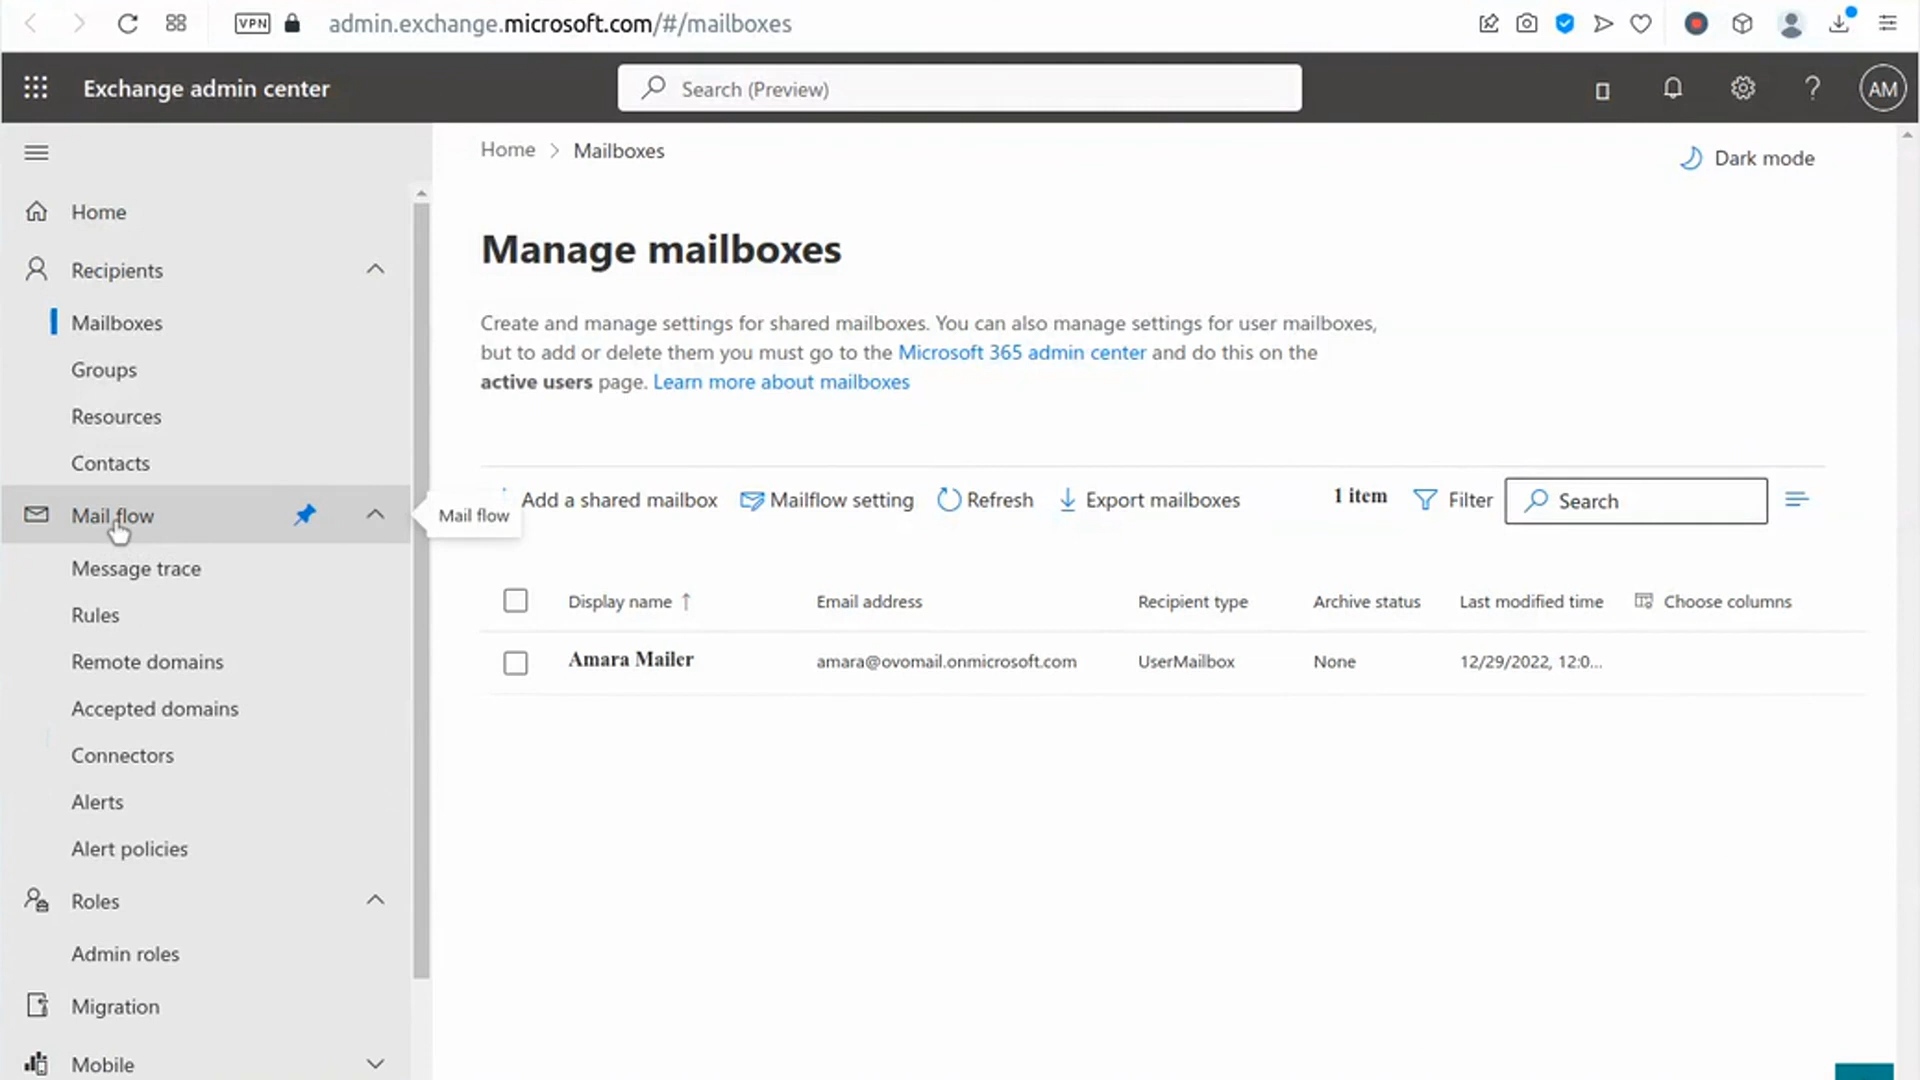 VPN admin.exchange.microsoft.com/#/mailboxes
Exchange admin center
Search (Preview)
AM
Home
Recipients
Mailboxes
Groups
Resources
Contacts
Mail flow
Message trace
Rules
Remote domains
Accepted domains
Connectors
Alerts
Alert policies
Roles
Admin roles
Migration
Mobile
Mail flow
Home > Mailboxes
Dark mode
Manage mailboxes
Create and manage settings for shared mailboxes. You can also manage settings for user mailboxes,
but to add or delete them you must go to the Microsoft 365 admin center and do this on the
active users page. Learn more about mailboxes
Add a shared mailbox Mailflow setting Refresh Export mailboxes 1 item Filter Search
Display name ↑ Email address Recipient type Archive status Last modified time Choose columns
Amara Mailer amara@ovomail.onmicrosoft.com UserMailbox None 12/29/2022, 12:0...